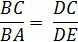 BC/BA = DC/DE